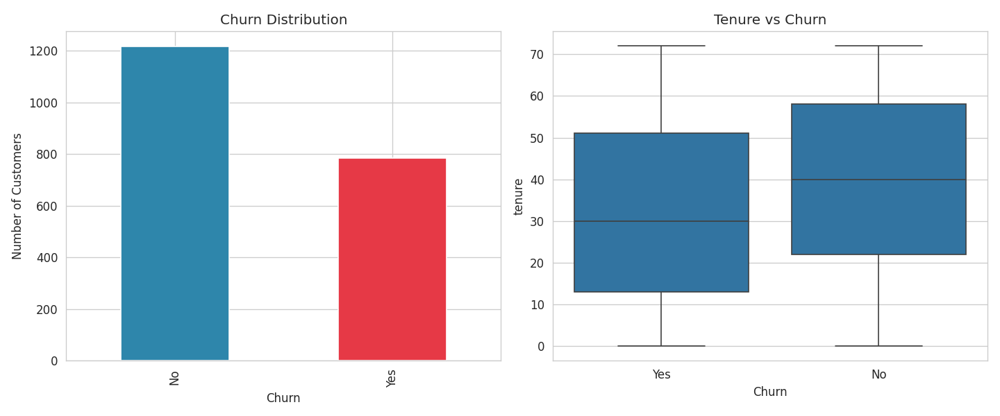 Churn Distribution
1200
1000
800
600
400
200
0
Number of Customers
No
Yes
Churn
Tenure vs Churn
70
60
50
40
30
20
10
0
tenure
Yes
No
Churn